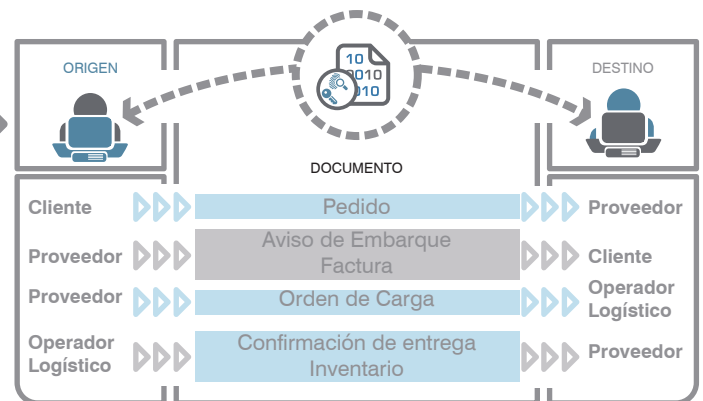 ORIGEN
DESTINO
10
0010
010
DOCUMENTO
Cliente
Pedido
Proveedor
Proveedor
Aviso de Embarque
Factura
Cliente
Proveedor
Orden de Carga
Operador
Logístico
Operador
Logístico
Confirmación de entrega
Inventario
Proveedor